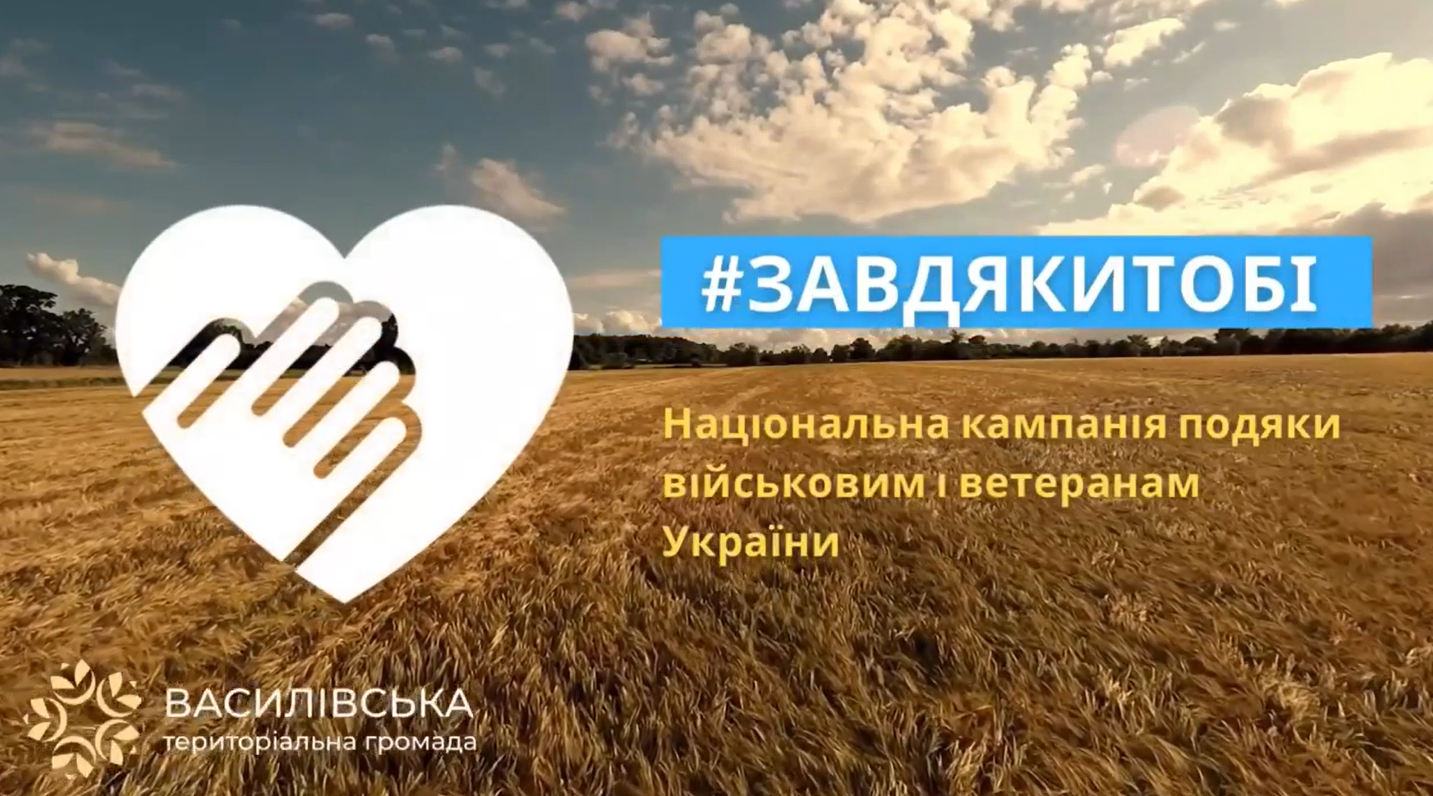 #ЗАВДЯКИТОБІ
Національна кампанія подяки
військовим і ветеранам
України
ВАСИЛІВСЬКА
територіальна громада